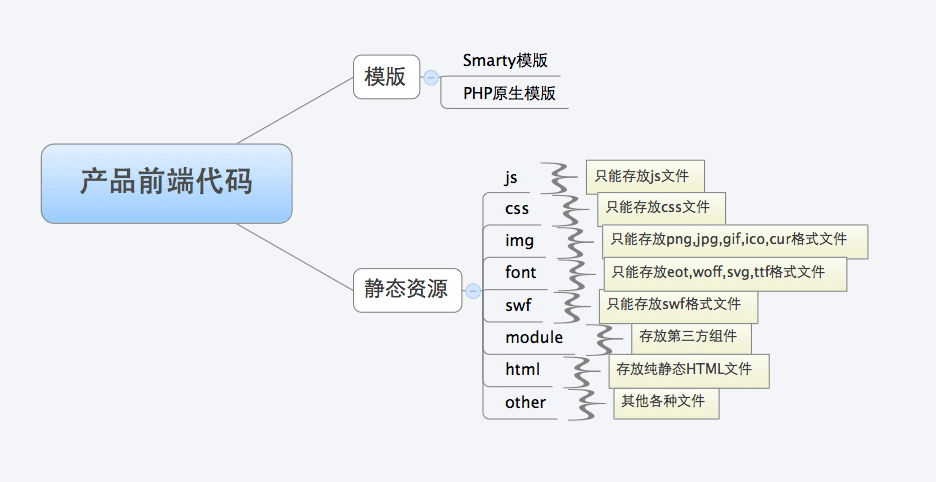 产品前端代码
模版
Smarty模版
PHP原生模版
静态资源
js
只能存放js文件
css
只能存放css文件
img
只能存放png,jpg,gif,ico,cur格式文件
font
只能存放eot,woff,svg,ttf格式文件
swf
只能存放swf格式文件
module
存放第三方组件
html
存放纯静态HTML文件
other
其他各种文件